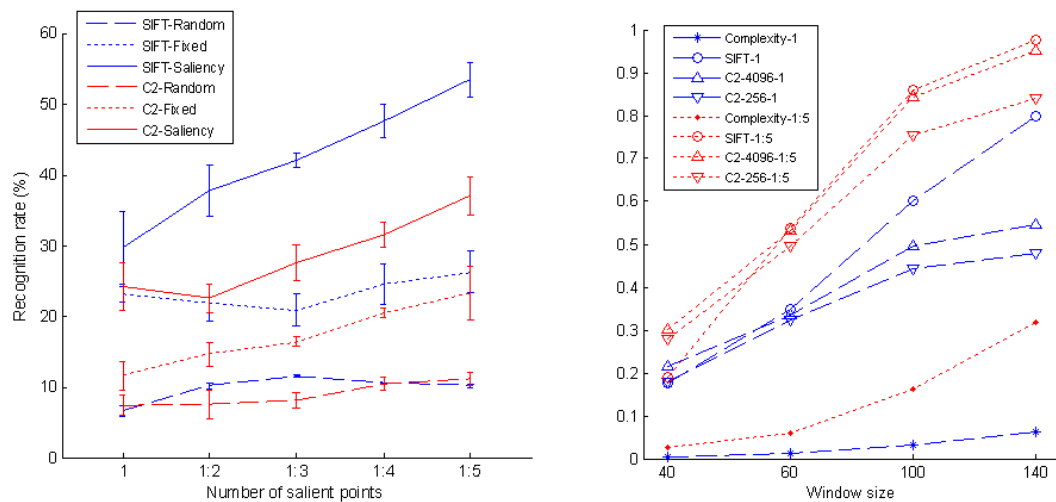 60
50
40
30
20
10
0
Recognition rate (%)
SIFT-Random
SIFT-Fixed
SIFT-Saliency
C2-Random
C2-Fixed
C2-Saliency
1 1:2 1:3 1:4 1:5
Number of salient points
1
0.9
0.8
0.7
0.6
0.5
0.4
0.3
0.2
0.1
0
Complexity-1
SIFT-1
C2-4096-1
C2-256-1
Complexity-1:5
SIFT-1:5
C2-4096-1:5
C2-256-1:5
40 60 100 140
Window size